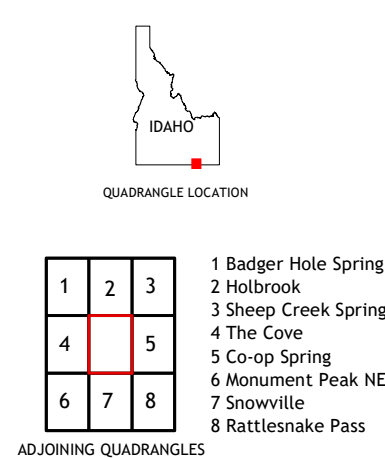 IDAHO
QUADRANGLE LOCATION
1 2 3
4 5
6 7 8
ADJOINING QUADRANGLES
1 Badger Hole Spring
2 Holbrook
3 Sheep Creek Spring
4 The Cove
5 Co-op Spring
6 Monument Peak NE
7 Snowville
8 Rattlesnake Pass